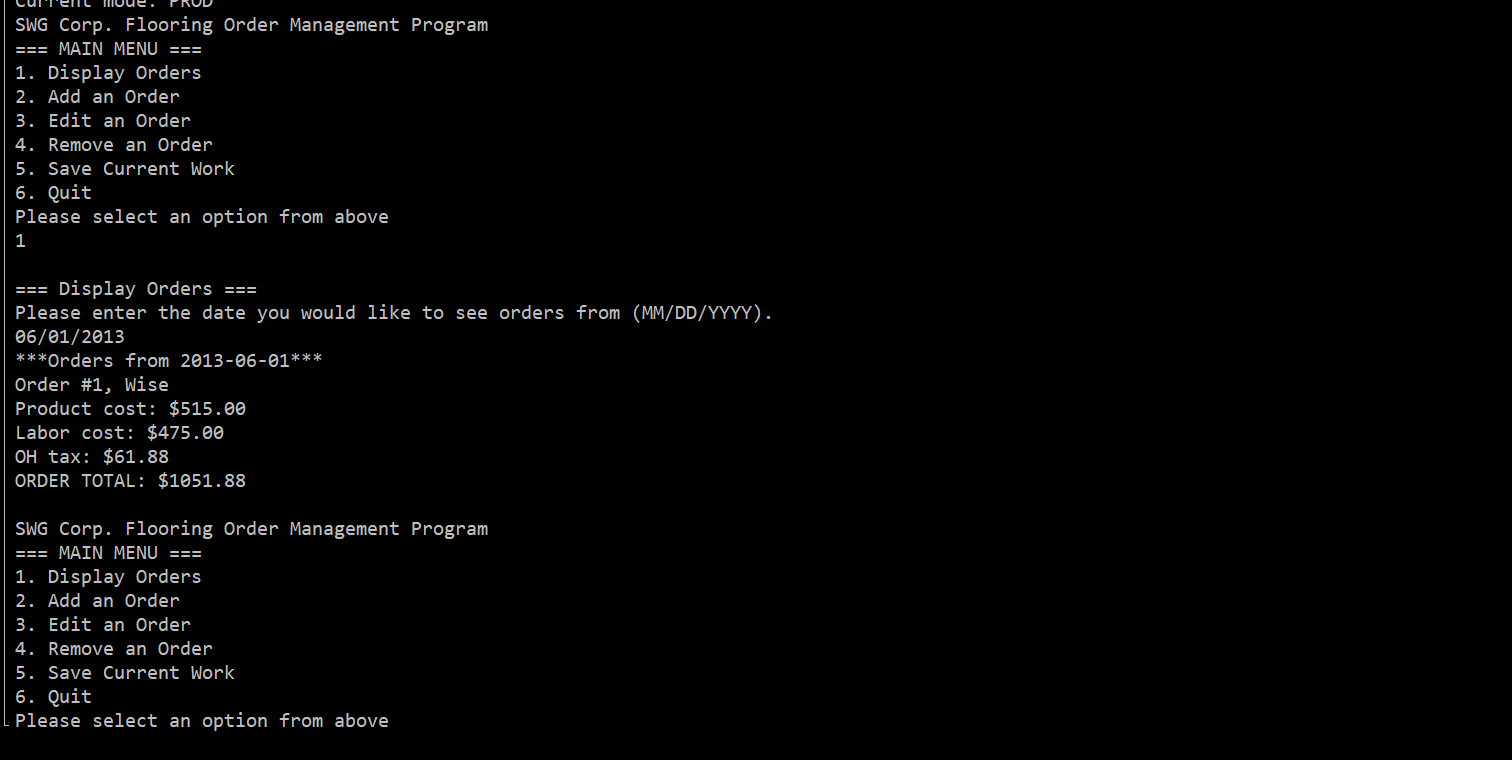 Current mode: PROD
SWG Corp. Flooring Order Management Program
=== MAIN MENU ===
1. Display Orders
2. Add an Order
3. Edit an Order
4. Remove an Order
5. Save Current Work
6. Quit
Please select an option from above
1
=== Display Orders ===
Please enter the date you would like to see orders from (MM/DD/YYYY).
06/01/2013
***Orders from 2013-06-01***
Order #1, Wise
Product cost: $515.00
Labor cost: $475.00
OH tax: $61.88
ORDER TOTAL: $1051.88
SWG Corp. Flooring Order Management Program
=== MAIN MENU ===
1. Display Orders
2. Add an Order
3. Edit an Order
4. Remove an Order
5. Save Current Work
6. Quit
Please select an option from above